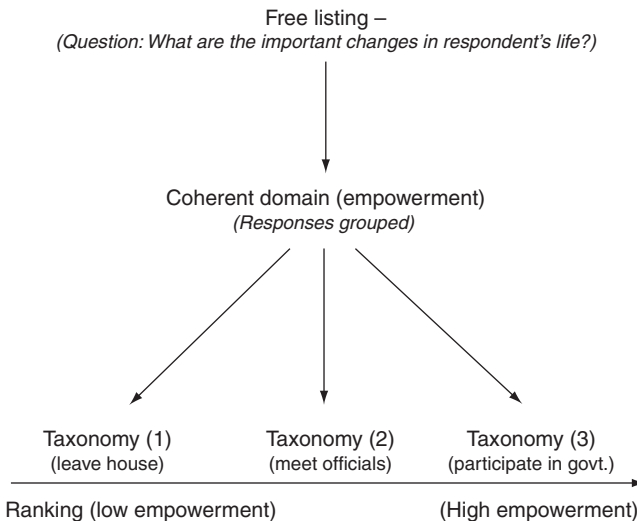 Free listing –
(Question: What are the important changes in respondent's life?)
Coherent domain (empowerment)
(Responses grouped)
Taxonomy (1) Taxonomy (2) Taxonomy (3)
(leave house) (meet officials) (participate in govt.)
Ranking (low empowerment) (High empowerment)